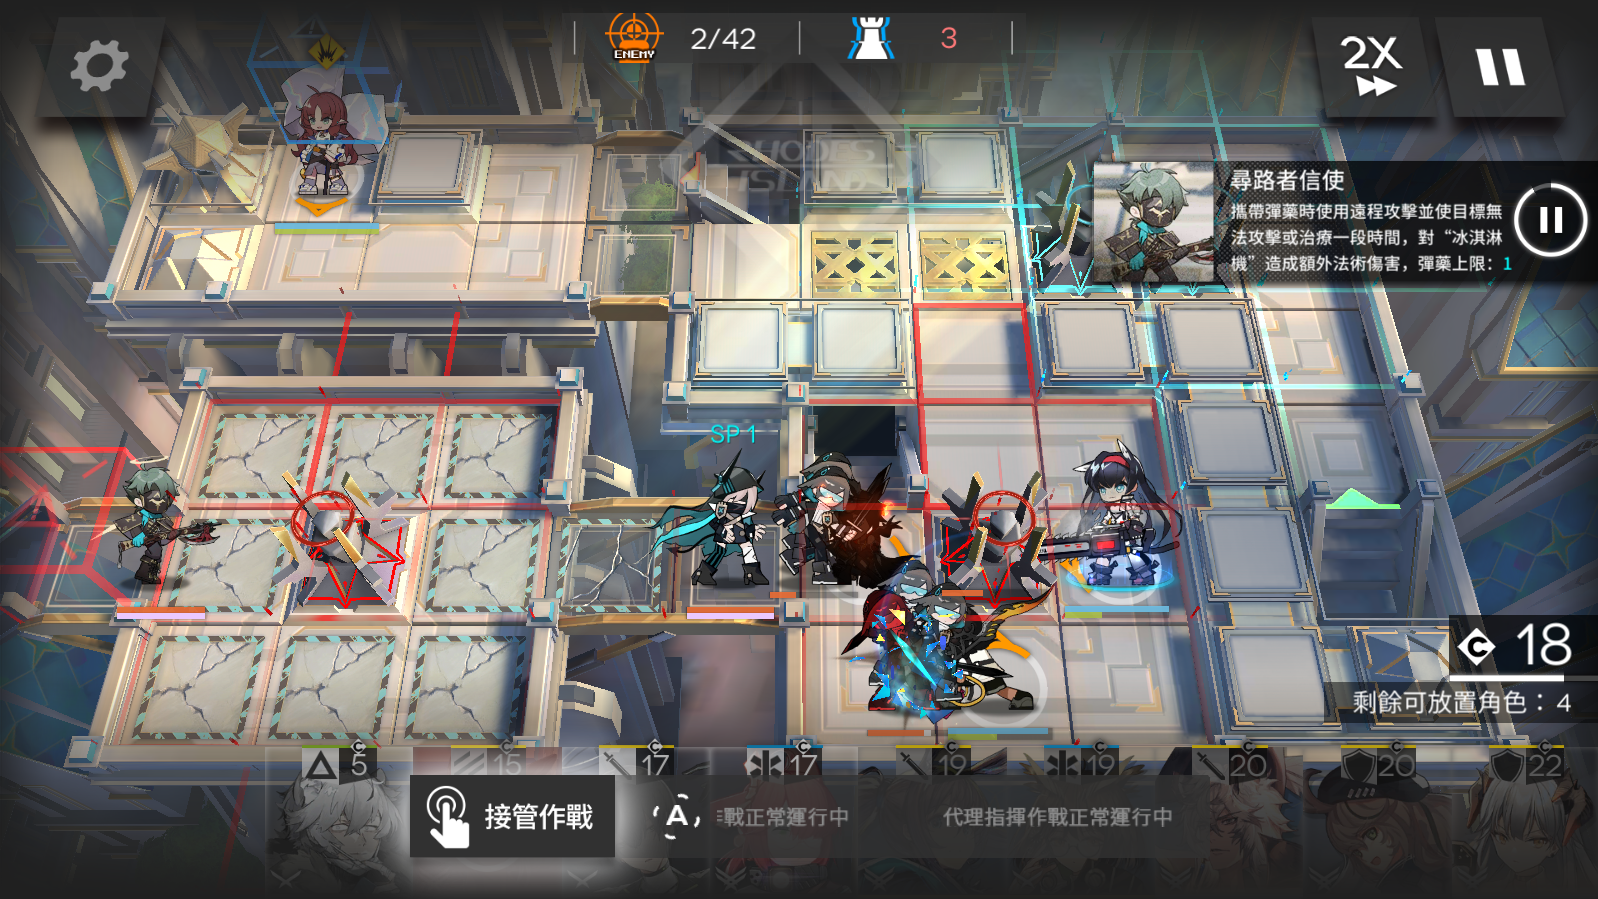 ENEMY
2/42
3
2X
RHODES
ISLAND
尋路者信使
攜帶彈藥時使用遠程攻擊並使目標無
法攻擊或治療一段時間，對“冰淇淋
機”造成額外法術傷害，彈藥上限：1
SP 1
C 18
剩餘可放置角色：4
C C C C C C C C C
5 15 17 17 19 19 20 20 22
接管作戰
A
戰正常運行中
代理指揮作戰正常運行中